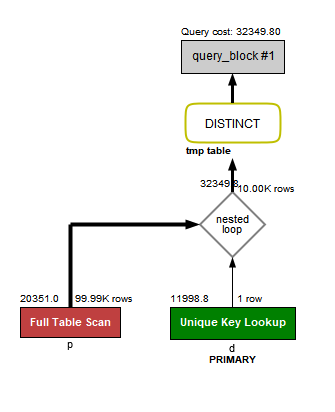 Query cost: 32349.80
query_block #1
DISTINCT
tmp table
32349.8
10.00K rows
nested
loop
20351.0
99.99K rows
11998.8
1 row
Full Table Scan
Unique Key Lookup
p
d
PRIMARY